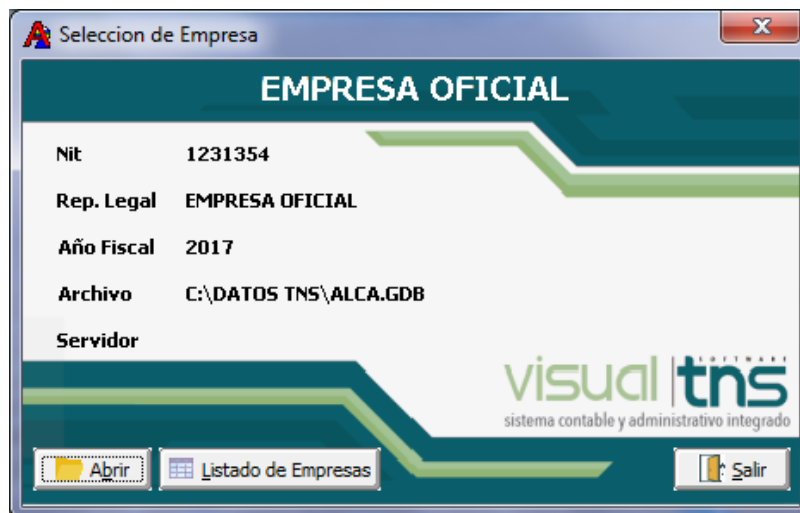 Seleccion de Empresa
EMPRESA OFICIAL
Nit 1231354
Rep. Legal EMPRESA OFICIAL
Año Fiscal 2017
Archivo C:\DATOS TNS\ALCA.GDB
Servidor
SOFTWARE
visual tns
sistema contable y administrativo integrado
Abrir Listado de Empresas Salir